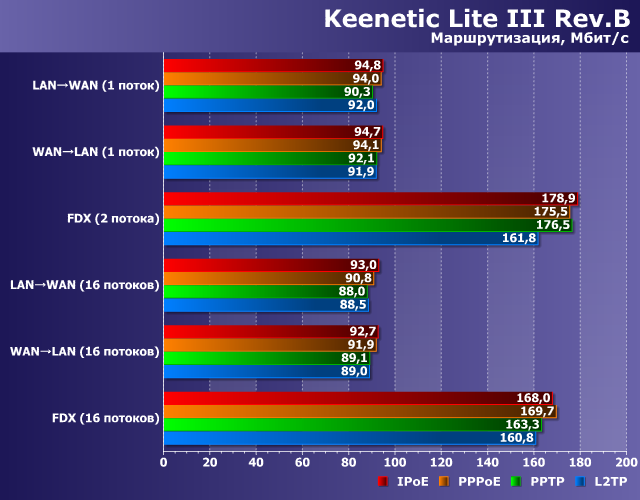 Keenetic Lite III Rev.B
Маршрутизация, Мбит/с
LAN→WAN (1 поток)
94,8
94,0
90,3
92,0
WAN→LAN (1 поток)
94,7
94,1
92,1
91,9
FDX (2 потока)
178,9
175,5
176,5
161,8
LAN→WAN (16 потоков)
93,0
90,8
88,0
88,5
WAN→LAN (16 потоков)
92,7
91,9
89,1
89,0
FDX (16 потоков)
168,0
169,7
163,3
160,8
0 20 40 60 80 100 120 140 160 180 200
IPoE PPPoE PPTP L2TP